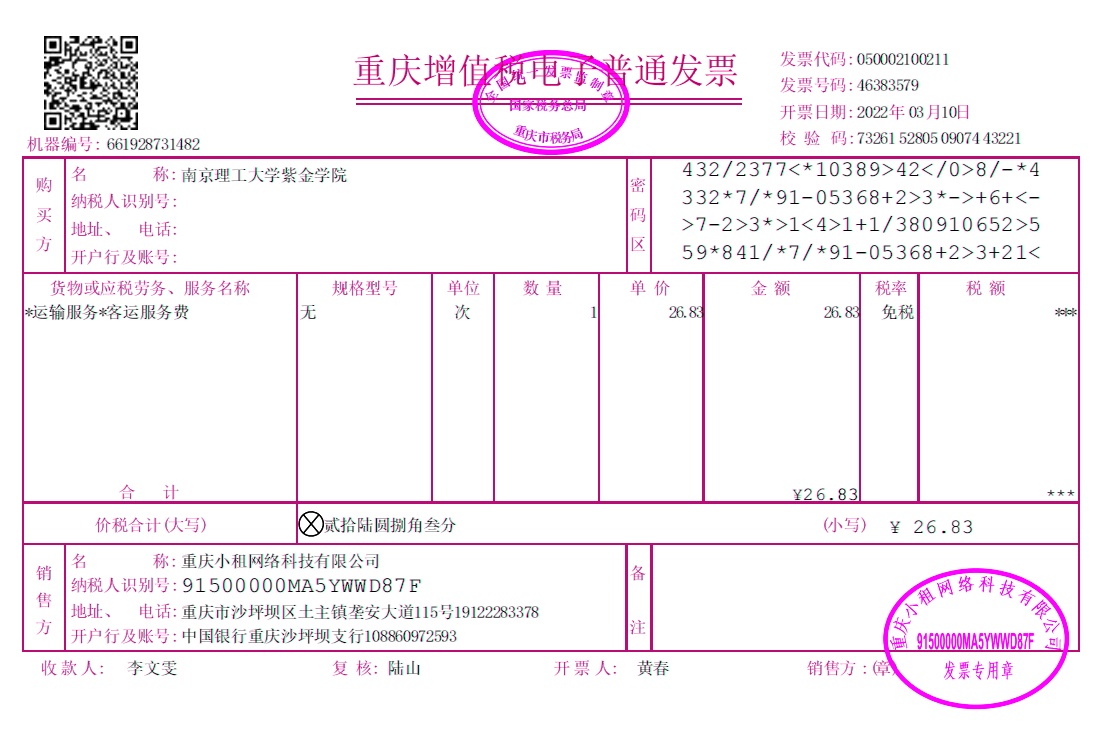 重庆增值税电子普通发票
全国统一发票监制章
国家税务总局
重庆市税务局
发票代码: 050002100211
发票号码: 46383579
开票日期: 2022年 03月10日
校 验 码: 73261 52805 09074 43221
机器编号: 661928731482
购买方
名 称: 南京理工大学紫金学院
纳税人识别号:
地址、 电话:
开户行及账号:
密码区
432/2377<*10389>42</0>8/-*4
332*7/*91-05368+2>3*->+6+<-
>7-2>3*>1<4>1+1/380910652>5
59*841/*7/*91-05368+2>3+21<
货物或应税劳务、服务名称 规格型号 单位 数 量 单 价 金 额 税率 税 额
*运输服务*客运服务费 无 次 1 26.83 26.83 免税 ***
合 计 ¥26.83 ***
价税合计(大写) 贰拾陆圆捌角叁分 (小写) ¥ 26.83
销售方
名 称: 重庆小租网络科技有限公司
纳税人识别号: 91500000MA5YWWD87F
地址、 电话: 重庆市沙坪坝区土主镇垄安大道115号19122283378
开户行及账号: 中国银行重庆沙坪坝支行108860972593
备注
重庆小租网络科技有限公司
91500000MA5YWWD87F
发票专用章
收 款 人: 李文雯 复 核: 陆山 开 票 人: 黄春 销售方 : (章)